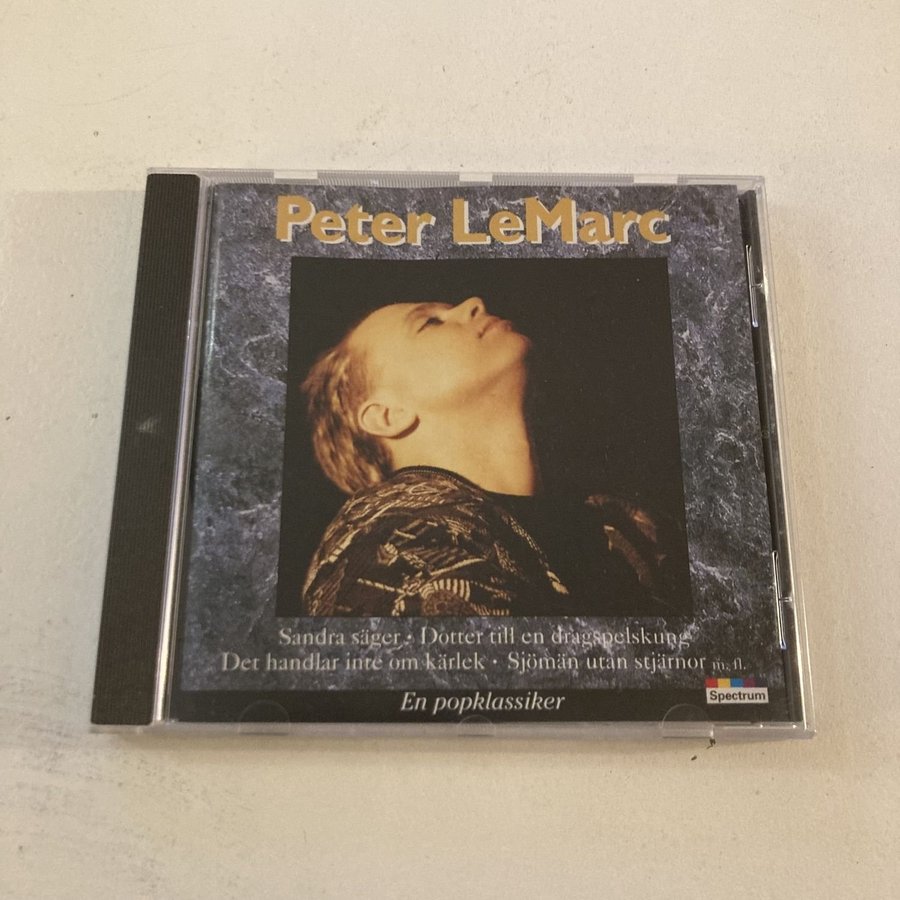 Peter LeMarc
Sandra säger · Dotter till en dragspelskung
Det handlar inte om kärlek · Sjömän utan stjärnor m. fl.
Spectrum
En popklassiker